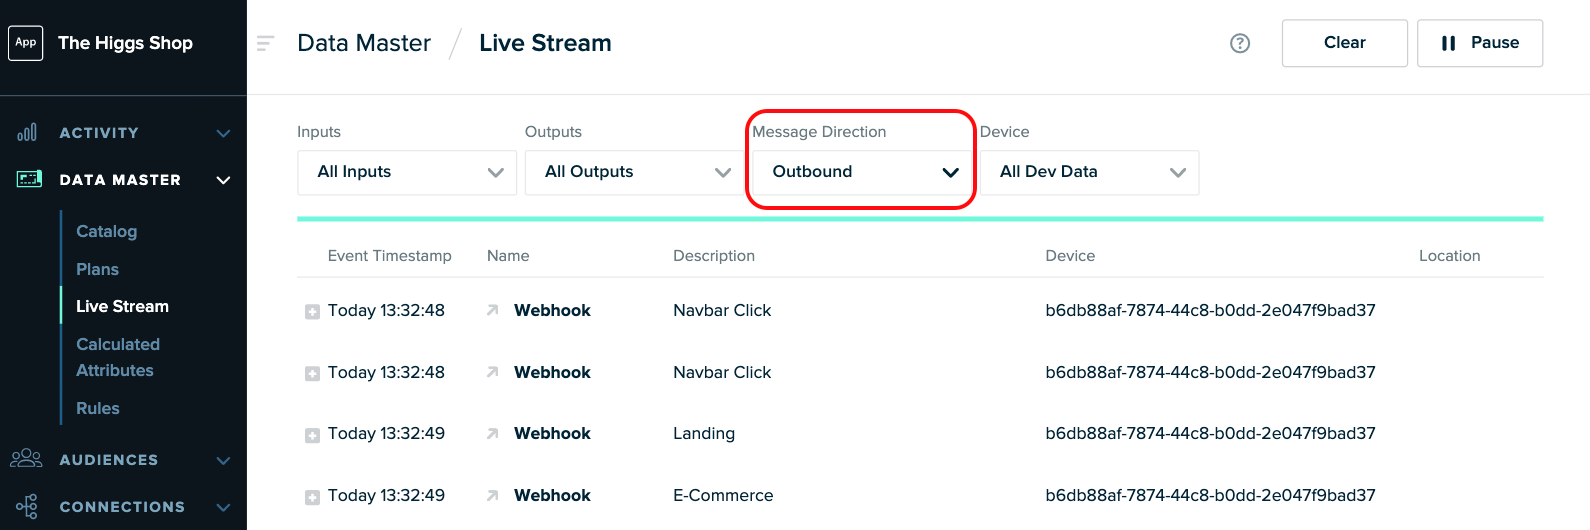 App
The Higgs Shop
Data Master / Live Stream
?
Clear
Pause
ACTIVITY
DATA MASTER
Catalog
Plans
Live Stream
Calculated
Attributes
Rules
AUDIENCES
CONNECTIONS
Inputs
Outputs
Message Direction
Device
All Inputs
All Outputs
Outbound
All Dev Data
Event Timestamp Name Description Device Location
Today 13:32:48 Webhook Navbar Click b6db88af-7874-44c8-b0dd-2e047f9bad37
Today 13:32:48 Webhook Navbar Click b6db88af-7874-44c8-b0dd-2e047f9bad37
Today 13:32:49 Webhook Landing b6db88af-7874-44c8-b0dd-2e047f9bad37
Today 13:32:49 Webhook E-Commerce b6db88af-7874-44c8-b0dd-2e047f9bad37